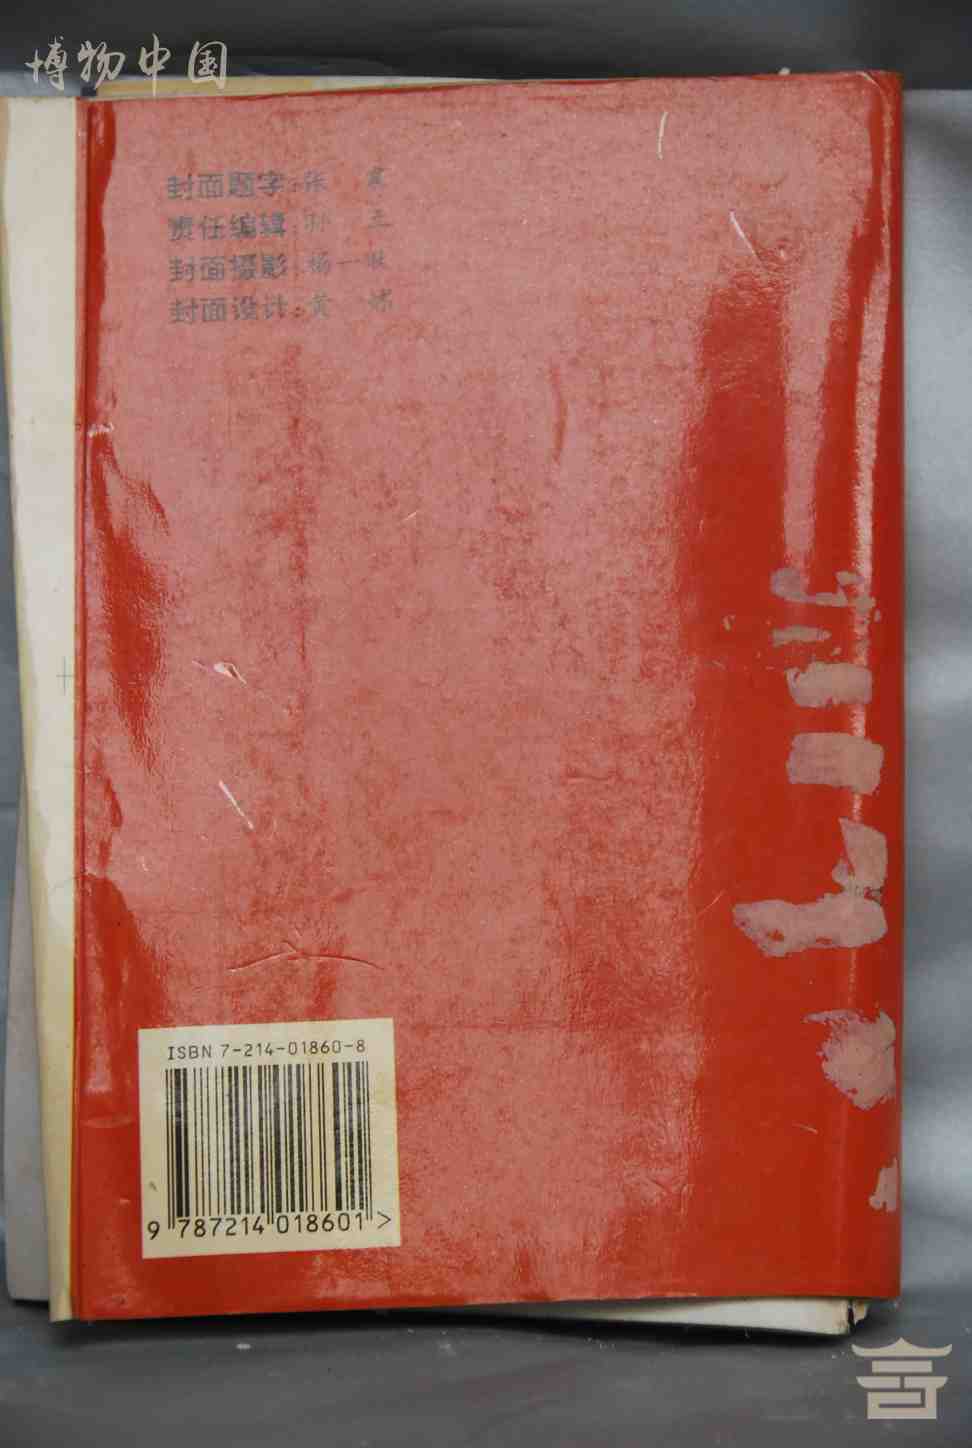 博物中国
封面题字:张
责任编辑:孙 立
封面摄影:杨一
封面设计:黄
ISBN 7-214-01860-8
9 787214 018601 >